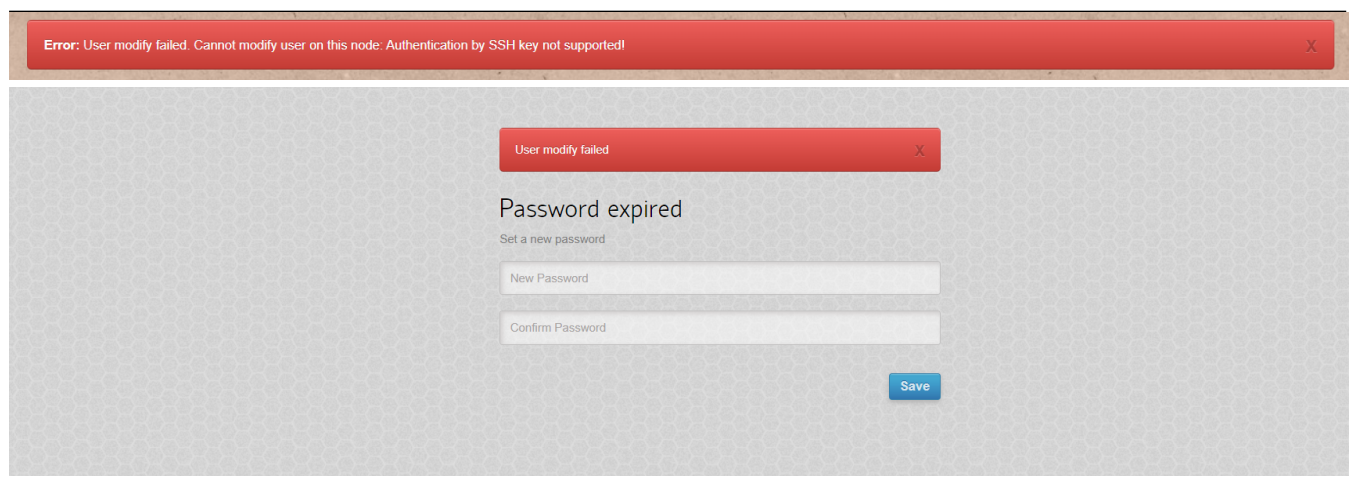 Error: User modify failed. Cannot modify user on this node: Authentication by SSH key not supported!
X
User modify failed
X
Password expired
Set a new password
New Password
Confirm Password
Save